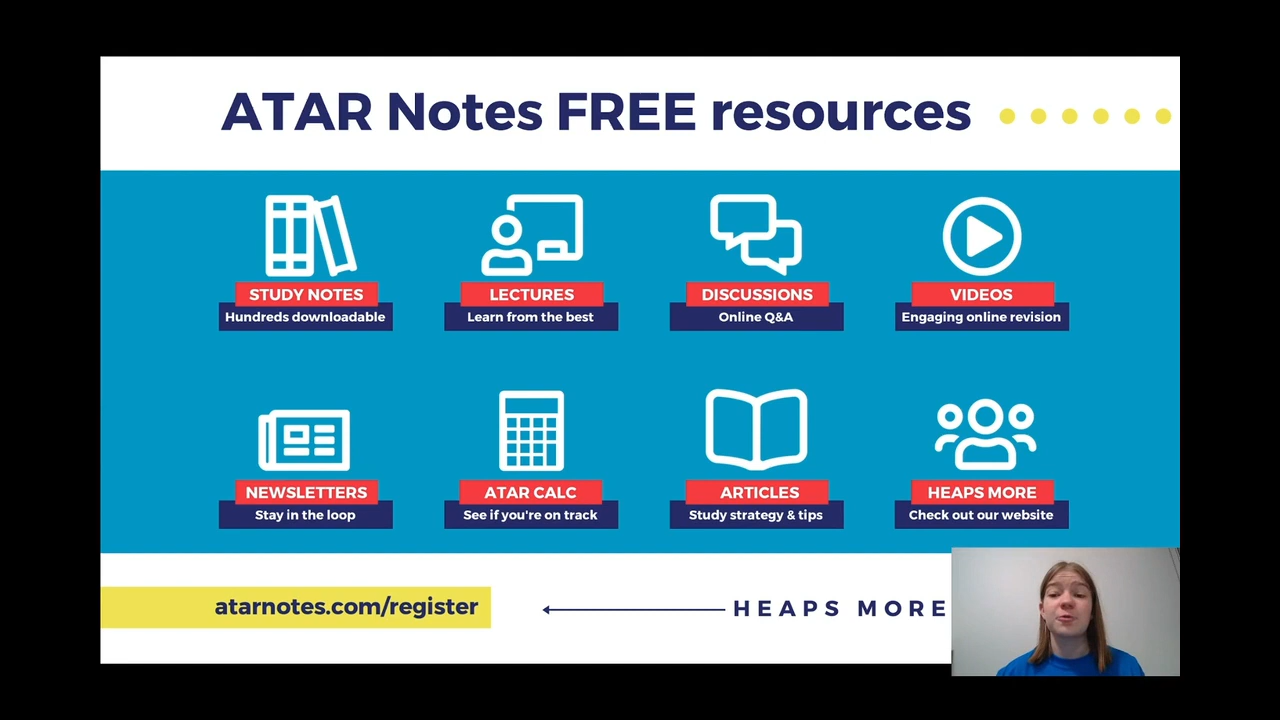 ATAR Notes FREE resources
STUDY NOTES
Hundreds downloadable
LECTURES
Learn from the best
DISCUSSIONS
Online Q&A
VIDEOS
Engaging online revision
NEWSLETTERS
Stay in the loop
ATAR CALC
See if you're on track
ARTICLES
Study strategy & tips
HEAPS MORE
Check out our website
atarnotes.com/register
HEAPS MORE